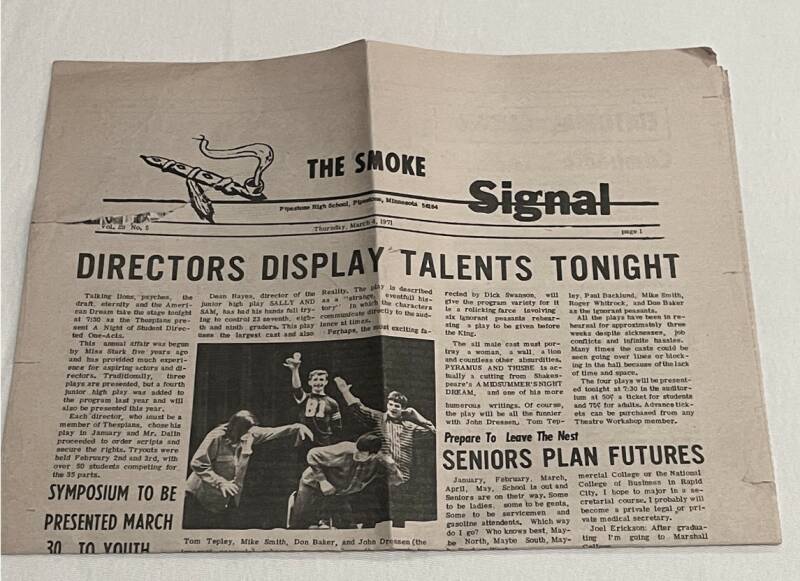 THE SMOKE
Signal
Pipestone High School, Pipestone, Minnesota 56164
Vol. No. 5
Thursday, March 4, 1971
page 1
DIRECTORS DISPLAY TALENTS TONIGHT
Talking lions, psyches, the
draft, eternity and the Ameri-
can Dream take the stage tonight
at 7:30 as the Thespians pre-
sent A Night of Student Direc-
ted One-Acts.
This annual affair was begun
by Miss Stark five years ago
and has provided much experi-
ence for aspiring actors and di-
rectors. Traditionally, three
plays are presented, but a fourth
junior high play was added to
the program last year and will
also be presented this year.
Each director, who must be a
member of Thespians, chose his
play in January and Mr. Dalin
proceeded to order scripts and
secure the rights. Tryouts were
held February 2nd and 3rd, with
over 50 students competing for
the 35 parts.
SYMPOSIUM TO BE
PRESENTED MARCH
30 TO YOUTH
Dean Hayes, director of the
junior high play SALLY AND
SAM, has had his hands full try-
ing to control 23 seventh, eigh-
th and ninth graders. This play
uses the largest cast and also
Reality. The play is described
as a "strange, eventfull his-
tory" in which the characters
communicate directly to the aud-
ience at times.
Perhaps, the most exciting fa-
Tom Tepley, Mike Smith, Don Baker, and John Dressen (the
rected by Dick Swanson, will
give the program variety for it
is a rolicking farce involving
six ignorant peasants rehear-
sing a play to be given before
the King.
The all male cast must por-
tray a woman, a wall, a lion
and countless other absurdities.
PYRAMUS AND THISBE is ac-
tually a cutting from Shakes-
peare's A MIDSUMMER'S NIGHT
DREAM, and one of his more
humerous writings. Of course,
the play will be all the funnier
with John Dressen, Tom Tep-
ley, Paul Backlund, Mike Smith,
Roger Whitrock, and Don Baker
as the ignorant peasants.
All the plays have been in re-
hearsal for approximately three
weeks despite sicknesses, job
conflicts and infinite hassles.
Many times the casts could be
seen going over lines or block-
ing in the hall because of the lack
of time and space.
The four plays will be present-
ed tonight at 7:30 in the auditor-
ium at 50¢ a ticket for students
and 75¢ for adults. Advance tick-
ets can be purchased from any
Theatre Workshop member.
Prepare To Leave The Nest
SENIORS PLAN FUTURES
January, February, March,
April, May, School is out and
Seniors are on their way. Some
to be ladies, some to be gents,
Some to be servicemen and
gasoline attendents. Which way
do I go? Who knows best, May-
be North, Maybe South, May-
mercial College or the National
College of Business in Rapid
City. I hope to major in a se-
cretarial course. I probably will
become a private legal or pri-
vate medical secretary.
Joel Erickson: After gradua-
ting I'm going to Marshall
College